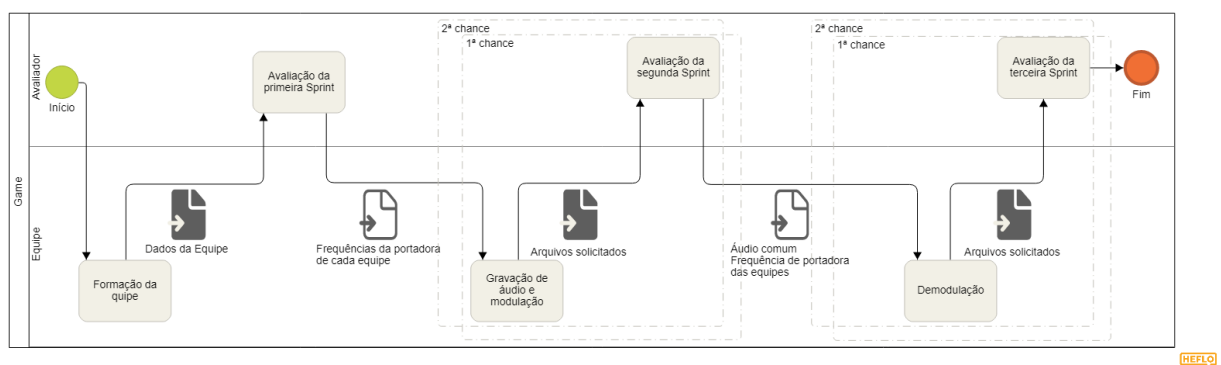 Game
Avaliador
Equipe
Início
Formação da
quipe
Dados da Equipe
Avaliação da
primeira Sprint
Frequências da portadora
de cada equipe
2ª chance
1ª chance
Gravação de
áudio e
modulação
Arquivos solicitados
Avaliação da
segunda Sprint
Áudio comum
Frequência de portadora
das equipes
2ª chance
1ª chance
Demodulação
Arquivos solicitados
Avaliação da
terceira Sprint
Fim
HEFLO